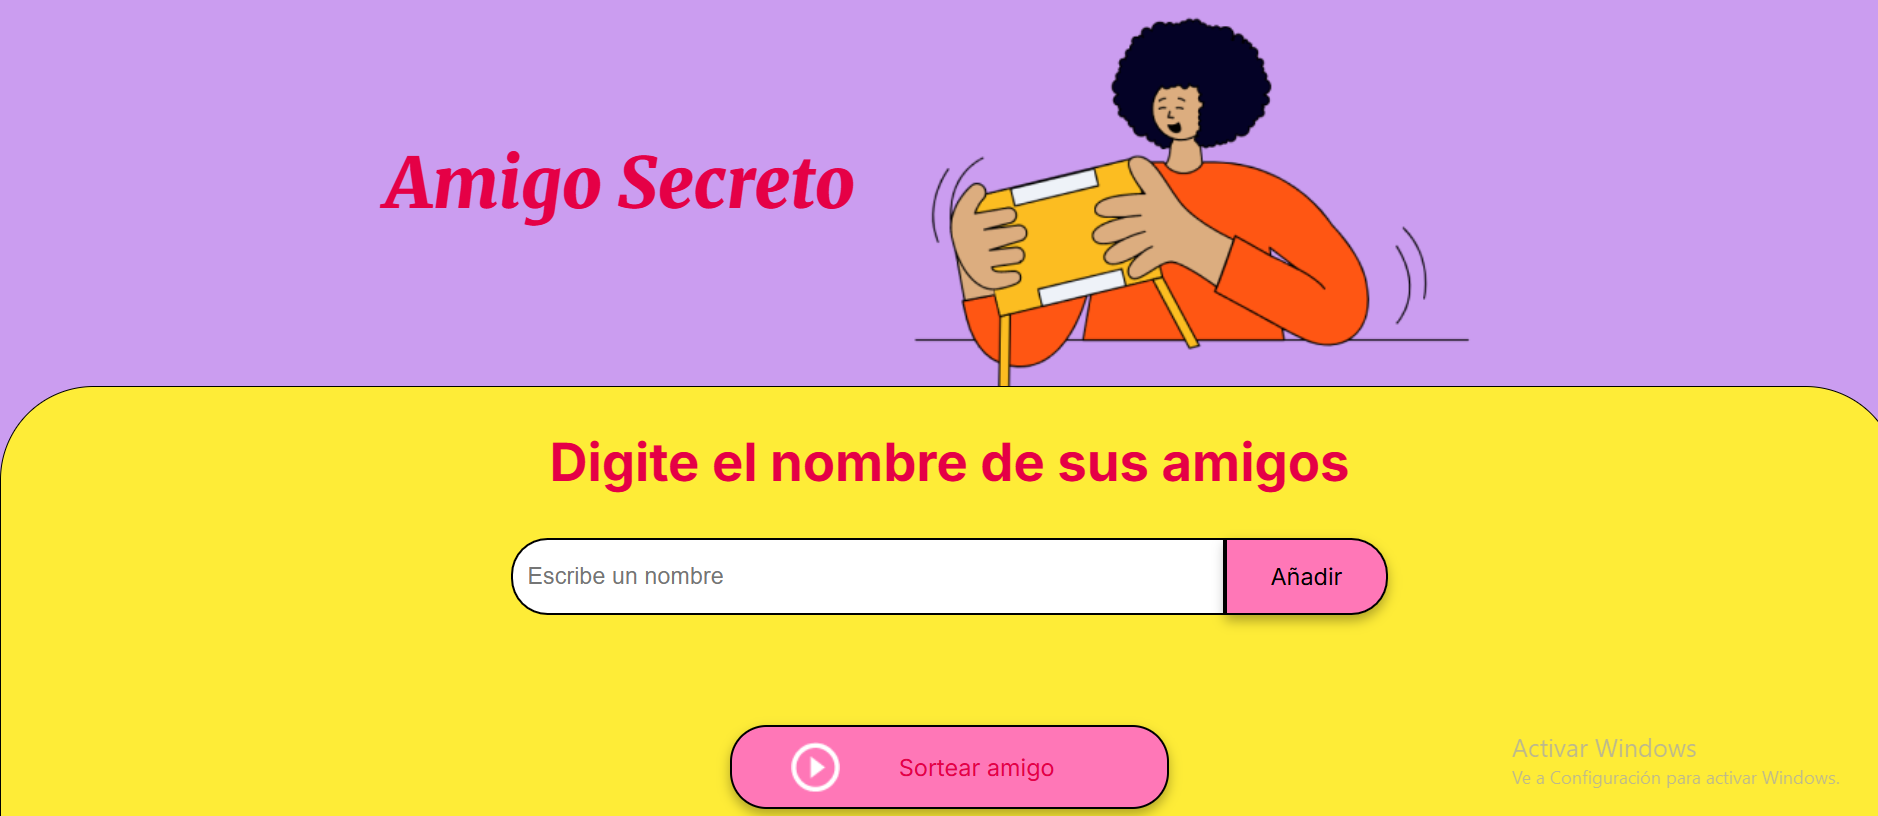 Amigo Secreto
Digite el nombre de sus amigos
Escribe un nombre
Añadir
Sortear amigo
Activar Windows
Ve a Configuración para activar Windows.